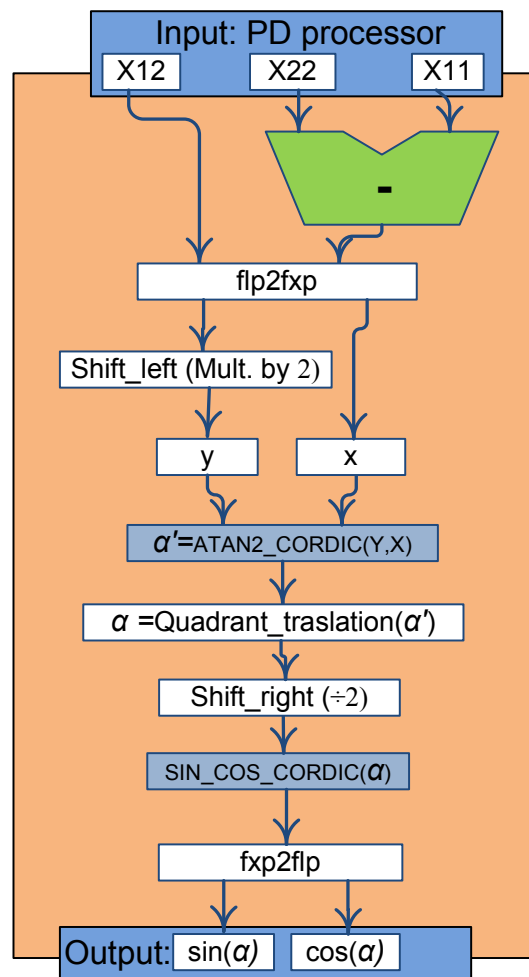 Input: PD processor
X12 X22 X11
-
flp2fxp
Shift_left (Mult. by 2)
y x
α'=ATAN2_CORDIC(Y,X)
α =Quadrant_traslation(α')
Shift_right (÷2)
SIN_COS_CORDIC(α)
fxp2flp
Output: sin(α) cos(α)